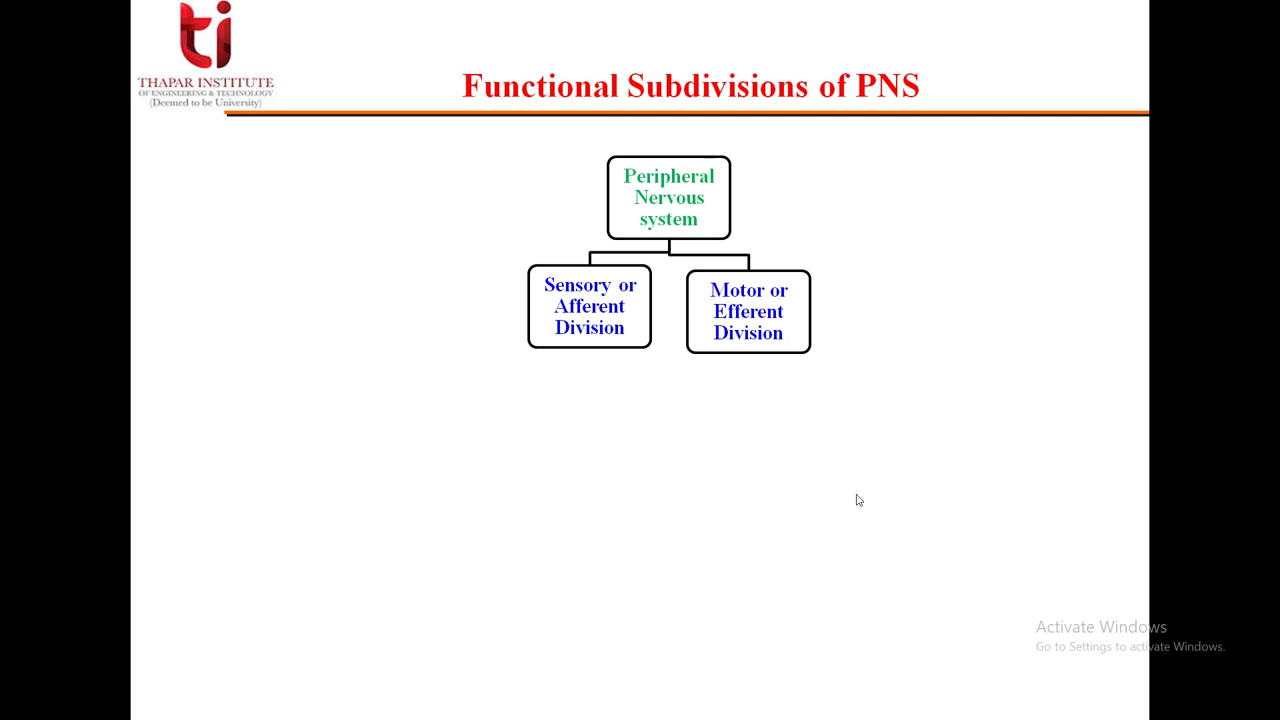 ti
THAPAR INSTITUTE
OF ENGINEERING & TECHNOLOGY
(Deemed to be University)
Functional Subdivisions of PNS
Peripheral
Nervous
system
Sensory or
Afferent
Division
Motor or
Efferent
Division
Activate Windows
Go to Settings to activate Windows.